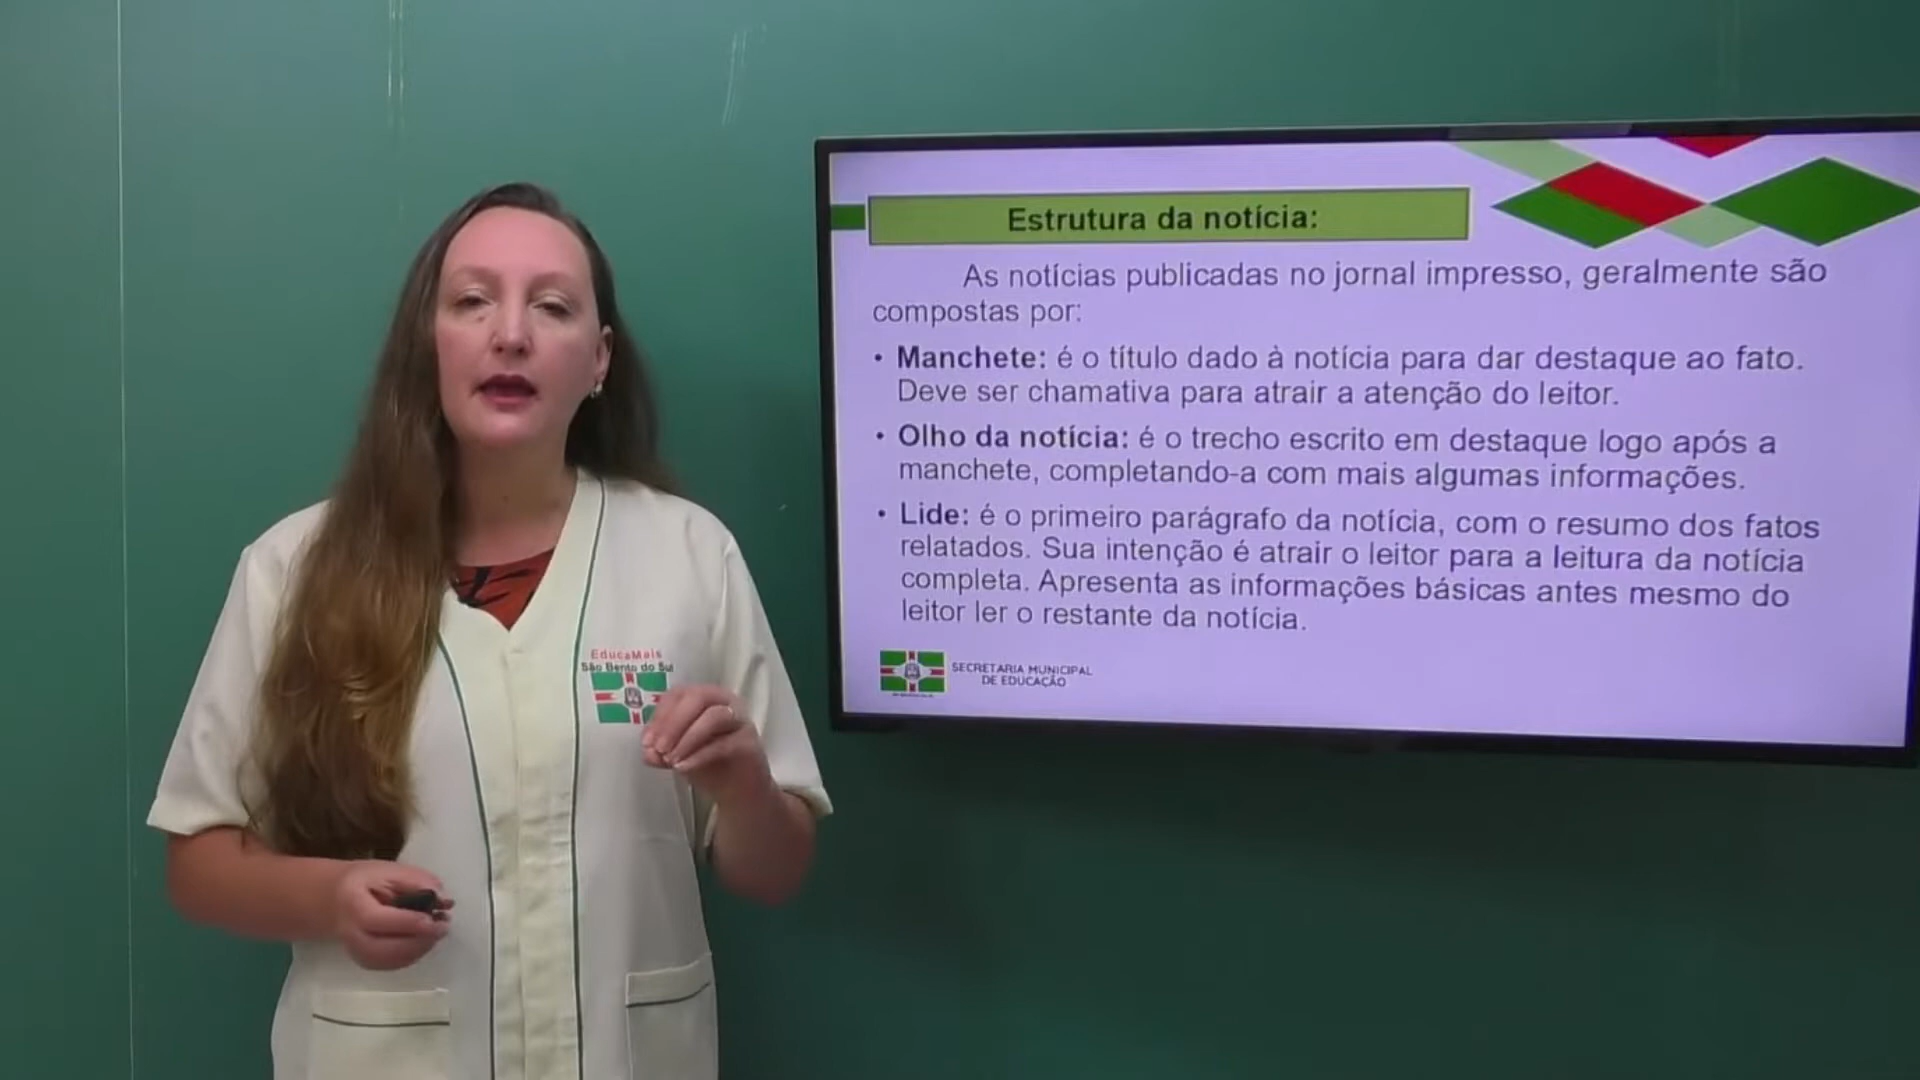 Estrutura da notícia:
As notícias publicadas no jornal impresso, geralmente são
compostas por:
• Manchete: é o título dado à notícia para dar destaque ao fato.
Deve ser chamativa para atrair a atenção do leitor.
• Olho da notícia: é o trecho escrito em destaque logo após a
manchete, completando-a com mais algumas informações.
• Lide: é o primeiro parágrafo da notícia, com o resumo dos fatos
relatados. Sua intenção é atrair o leitor para a leitura da notícia
completa. Apresenta as informações básicas antes mesmo do
leitor ler o restante da notícia.
SECRETARIA MUNICIPAL
DE EDUCAÇÃO
EducaMais
São Bento do Sul